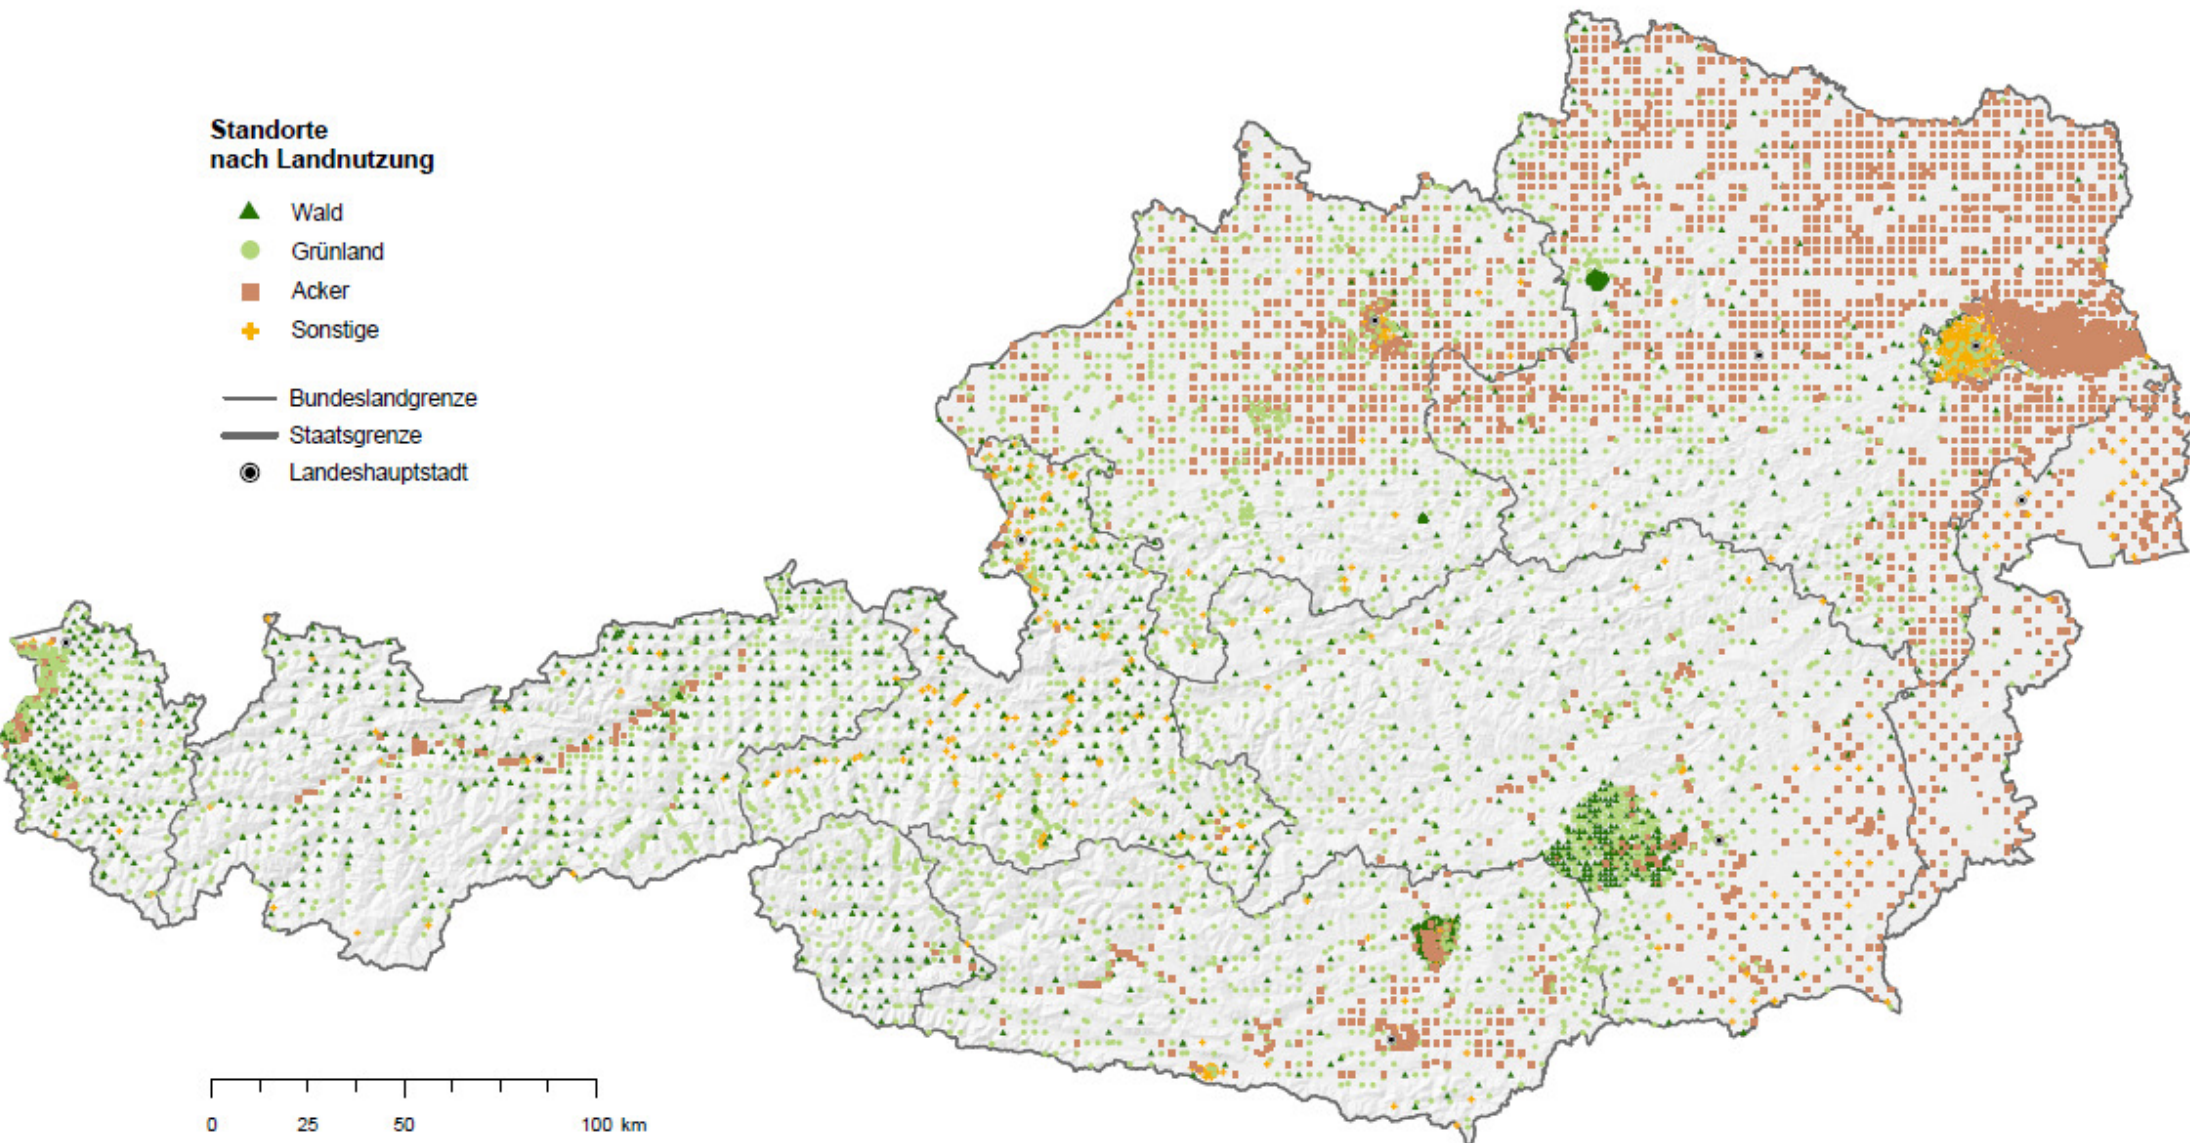 Standorte
nach Landnutzung
Wald
Grünland
Acker
Sonstige
Bundeslandgrenze
Staatsgrenze
Landeshauptstadt
0 25 50 100 km